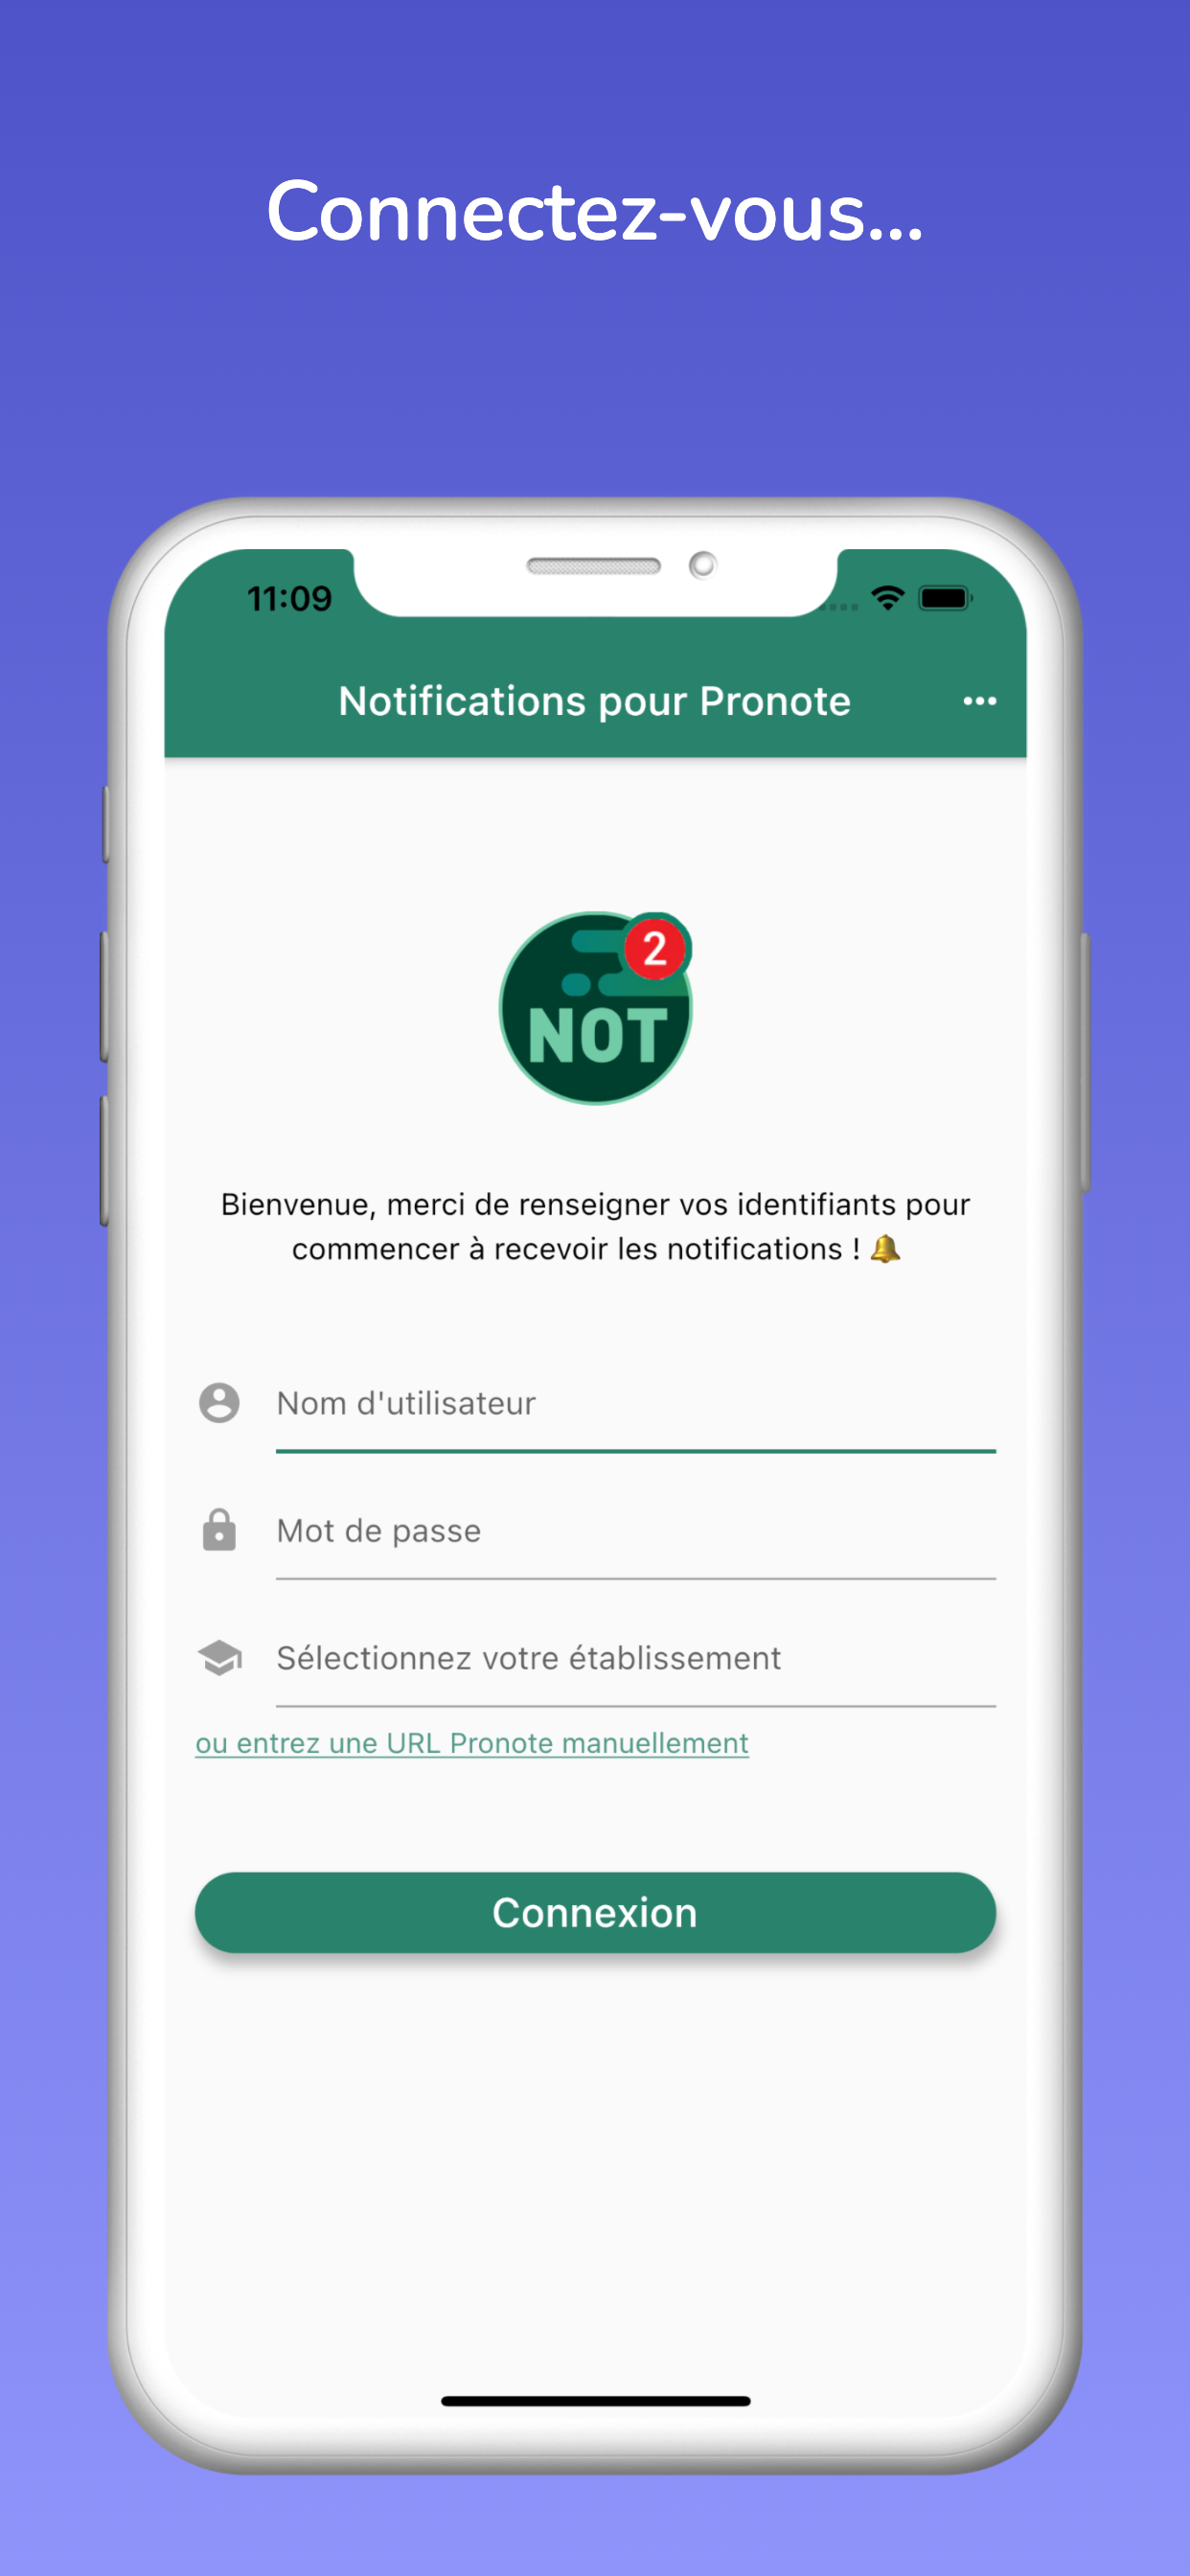 Connectez-vous...
11:09
Notifications pour Pronote
2
NOT
Bienvenue, merci de renseigner vos identifiants pour
commencer à recevoir les notifications ! 🔔
Nom d'utilisateur
Mot de passe
Sélectionnez votre établissement
ou entrez une URL Pronote manuellement
Connexion